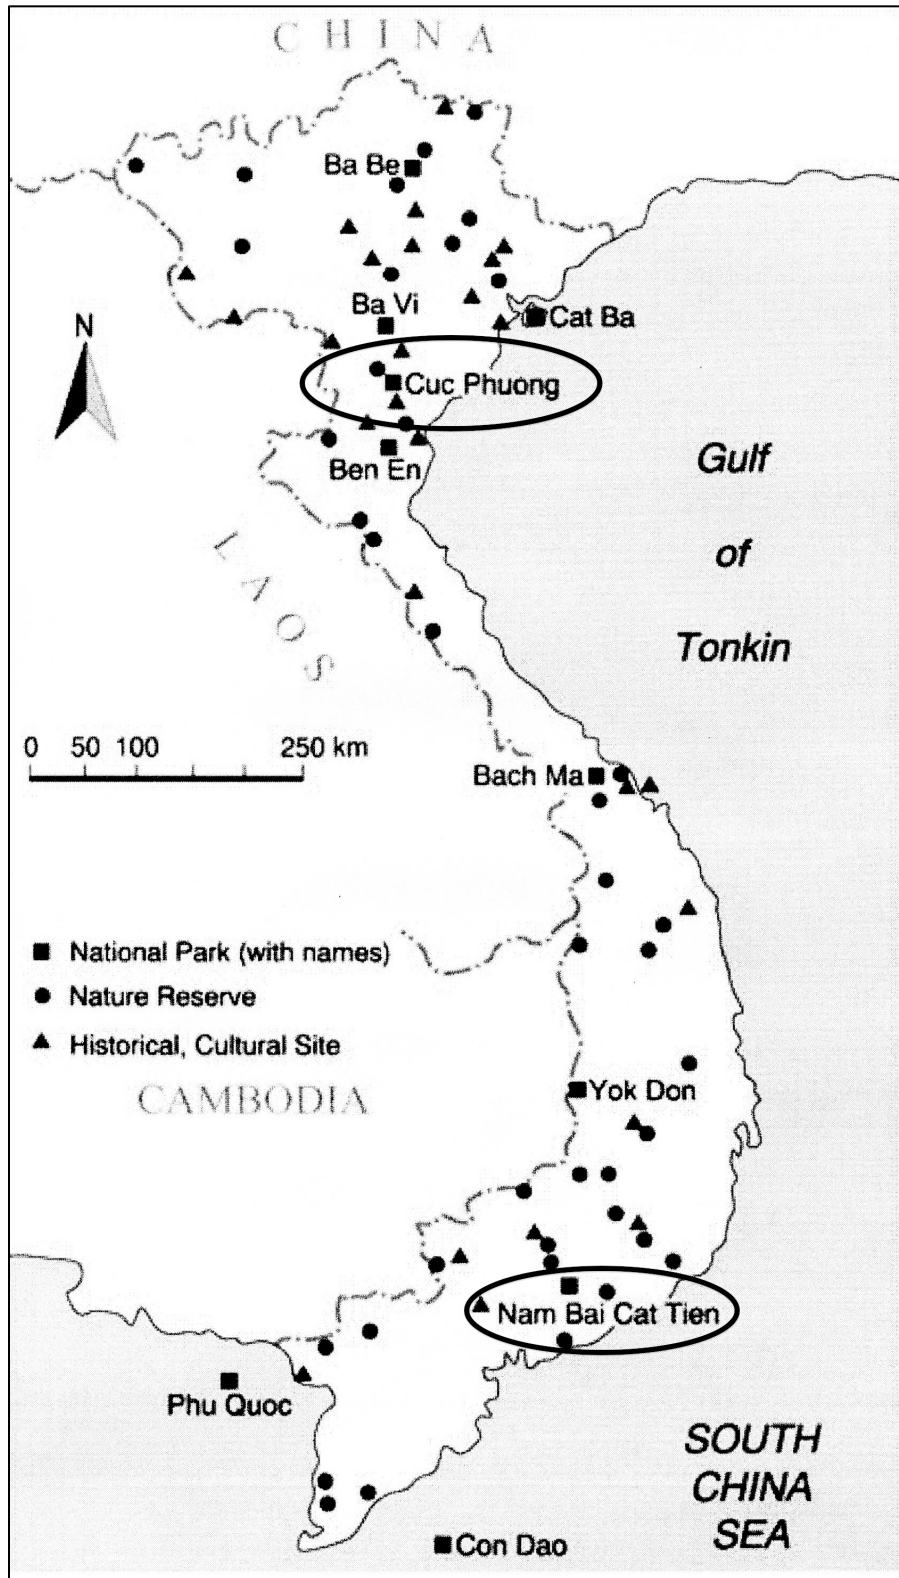 CHINA
Ba Be
Ba Vi
Cat Ba
N
Cuc Phuong
Ben En
Gulf
of
Tonkin
LAOS
0 50 100 250 km
Bach Ma
National Park (with names)
Nature Reserve
Historical, Cultural Site
CAMBODIA
Yok Don
Nam Bai Cat Tien
Phu Quoc
SOUTH
CHINA
SEA
Con Dao